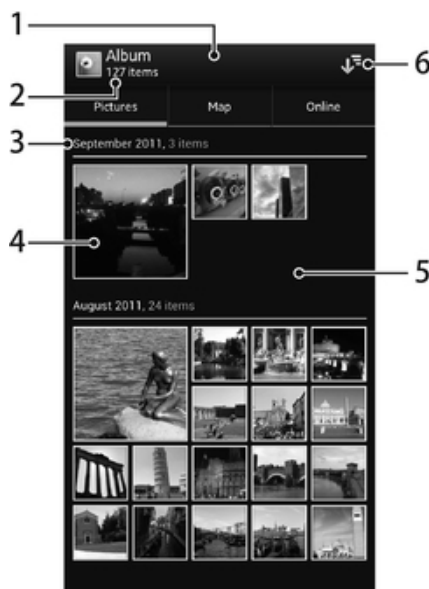 1
Album
127 items
6
2
Pictures Map Online
3
September 2011, 3 items
4
5
August 2011, 24 items